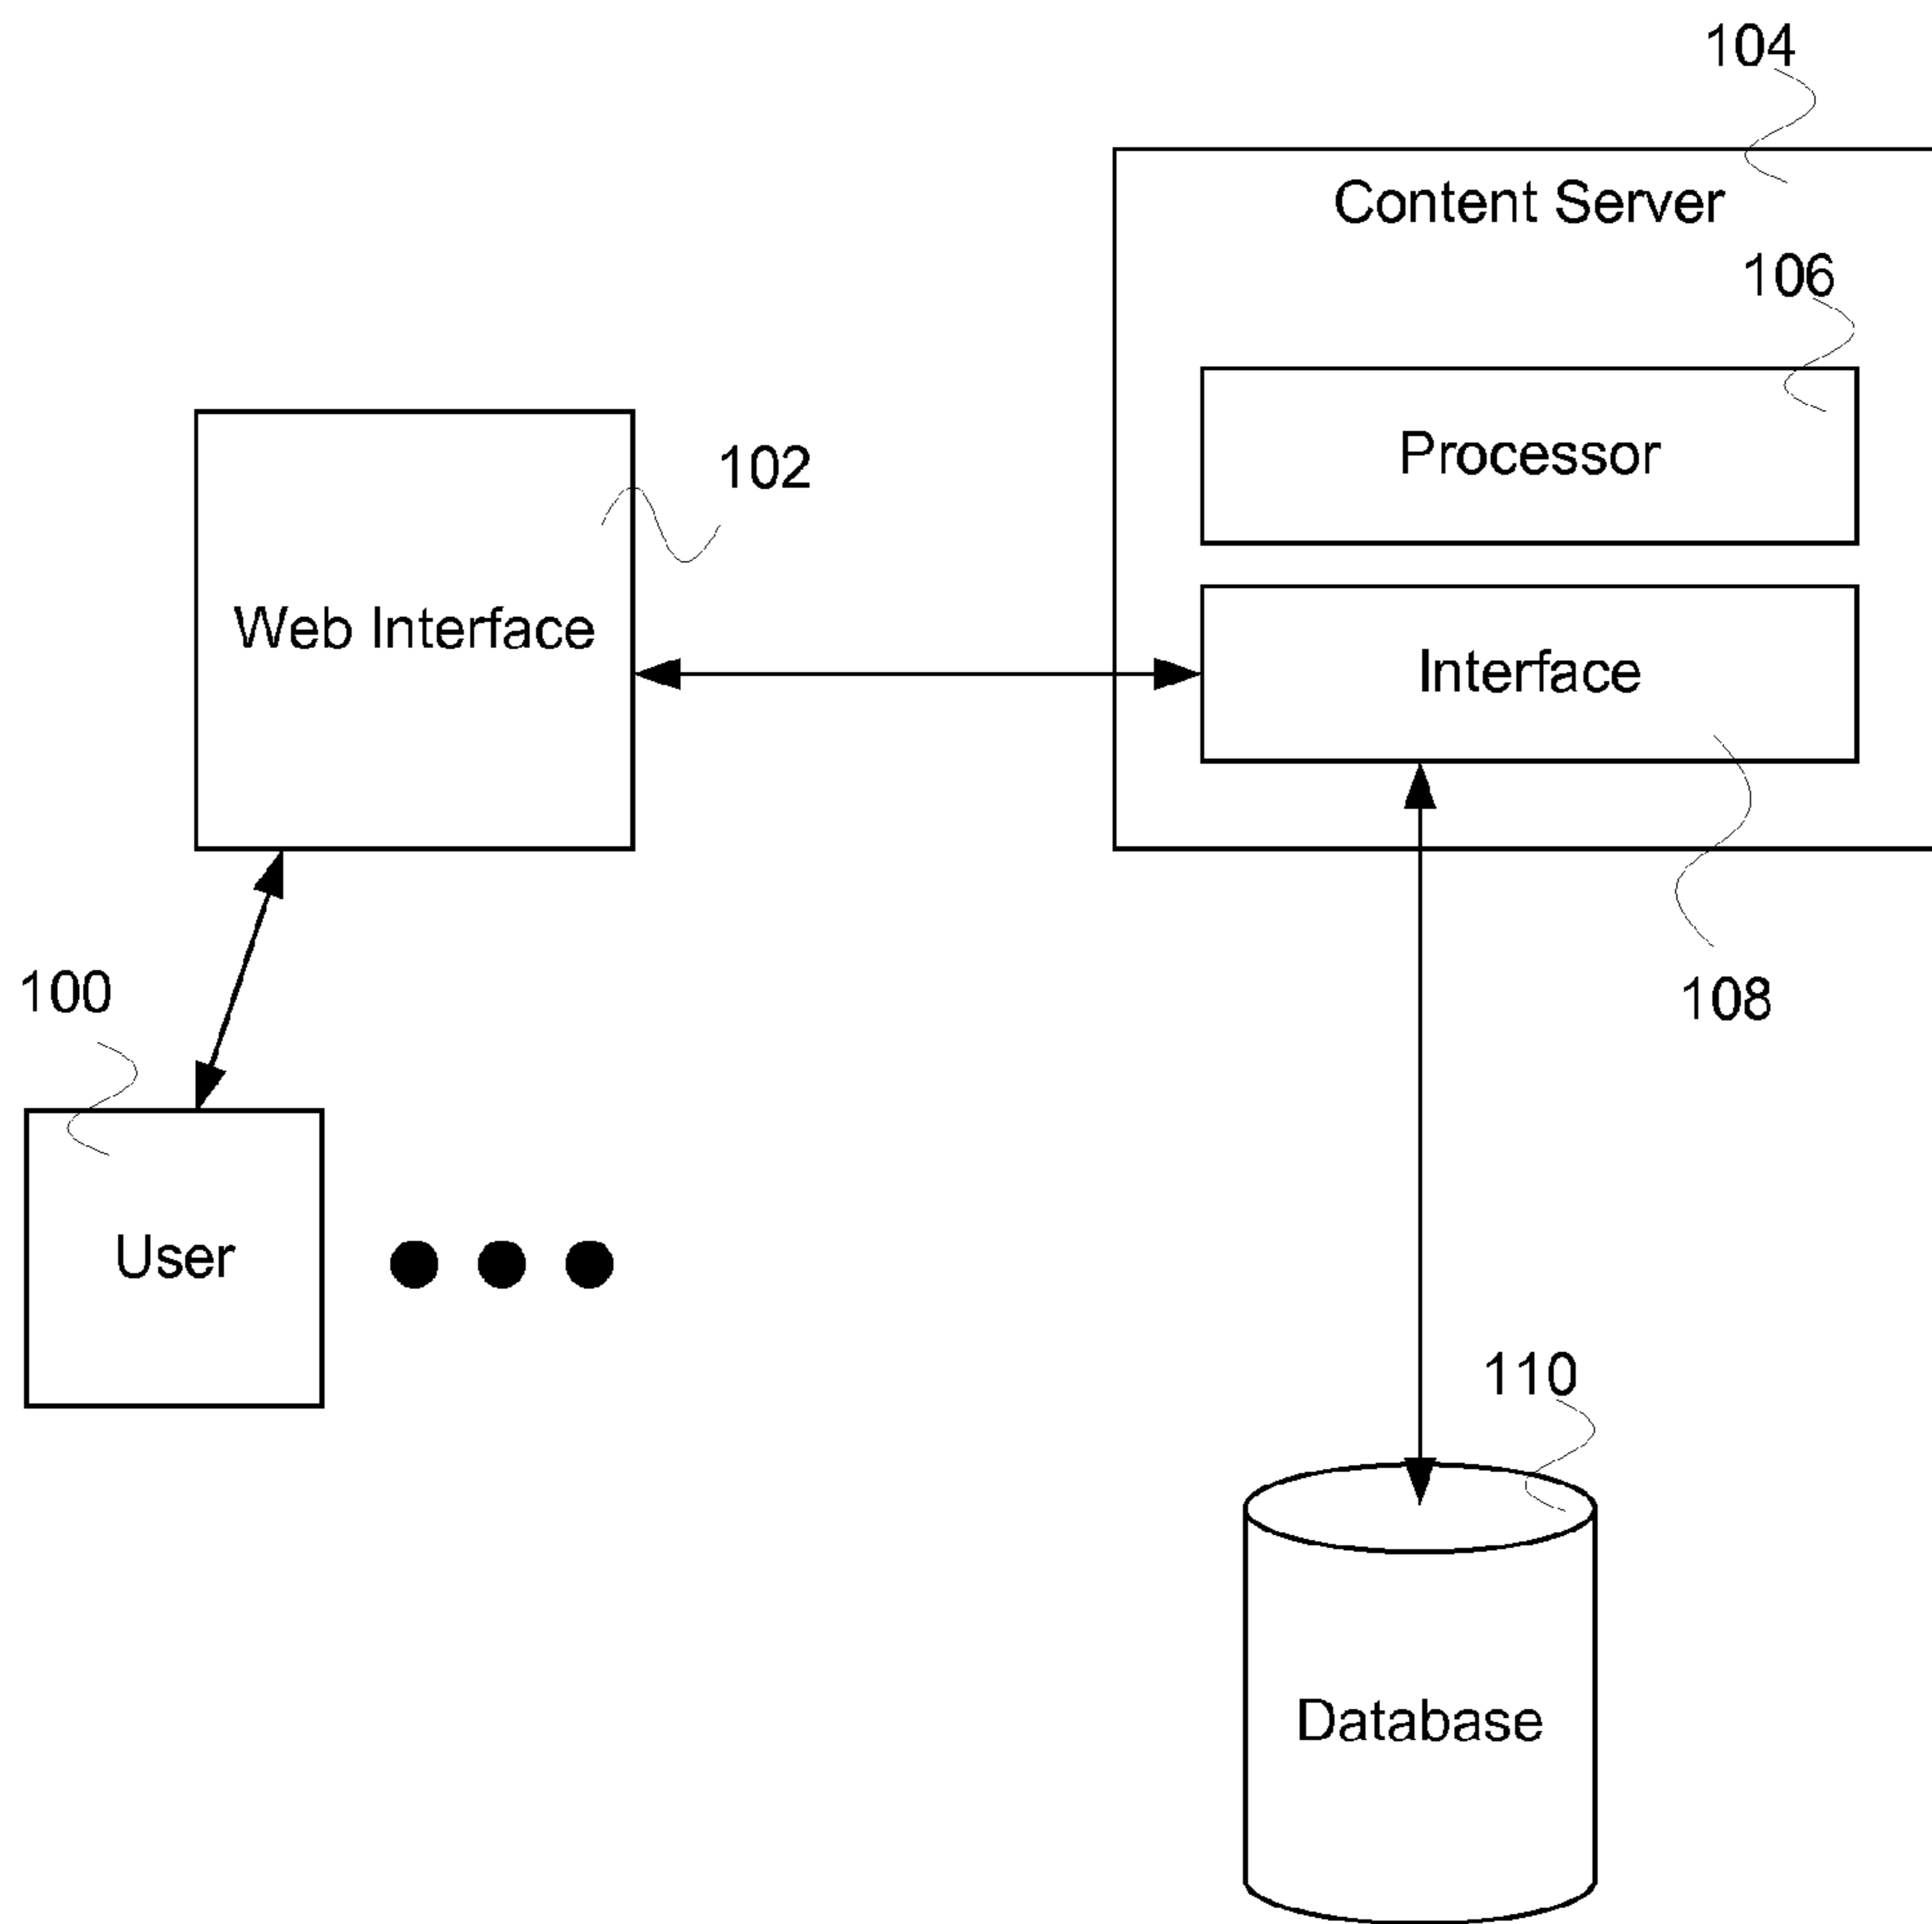 104
Content Server
106
Processor
102
Web Interface
Interface
100
108
User
110
Database